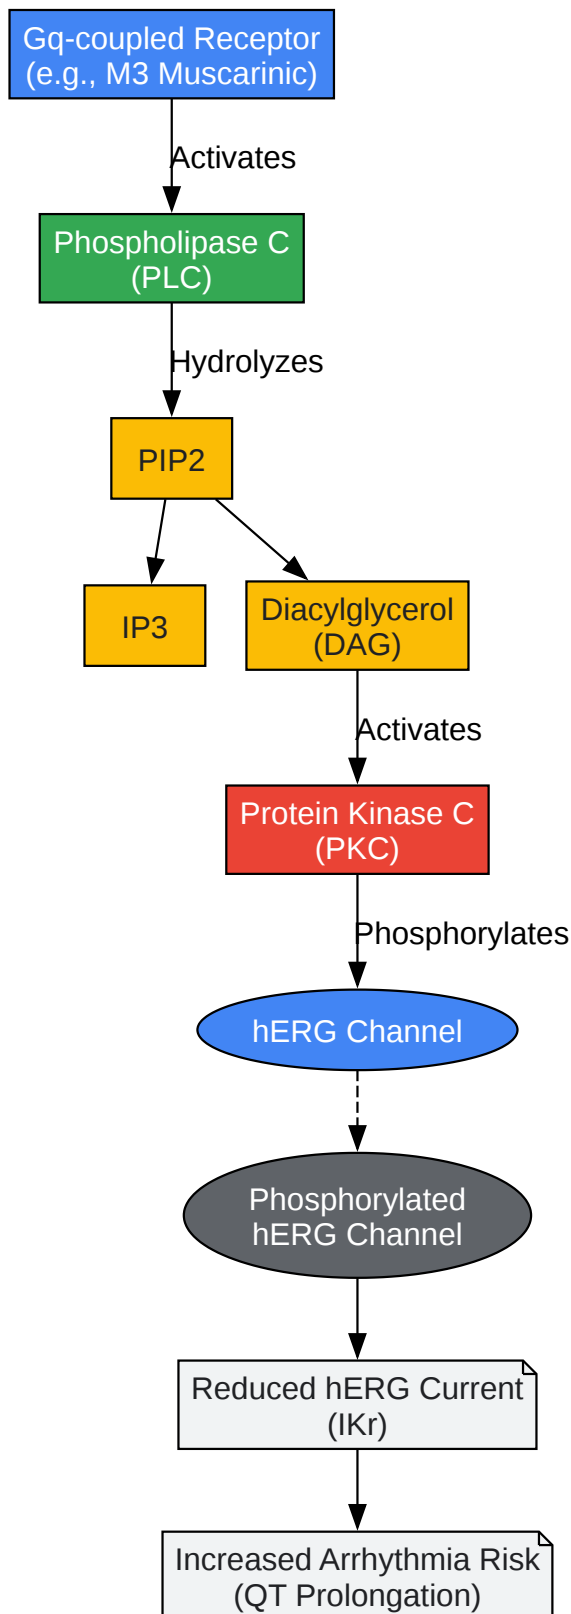 Gq-coupled Receptor
(e.g., M3 Muscarinic)
Activates
Phospholipase C
(PLC)
Hydrolyzes
PIP2
IP3
Diacylglycerol
(DAG)
Activates
Protein Kinase C
(PKC)
Phosphorylates
hERG Channel
Phosphorylated
hERG Channel
Reduced hERG Current
(IKr)
Increased Arrhythmia Risk
(QT Prolongation)